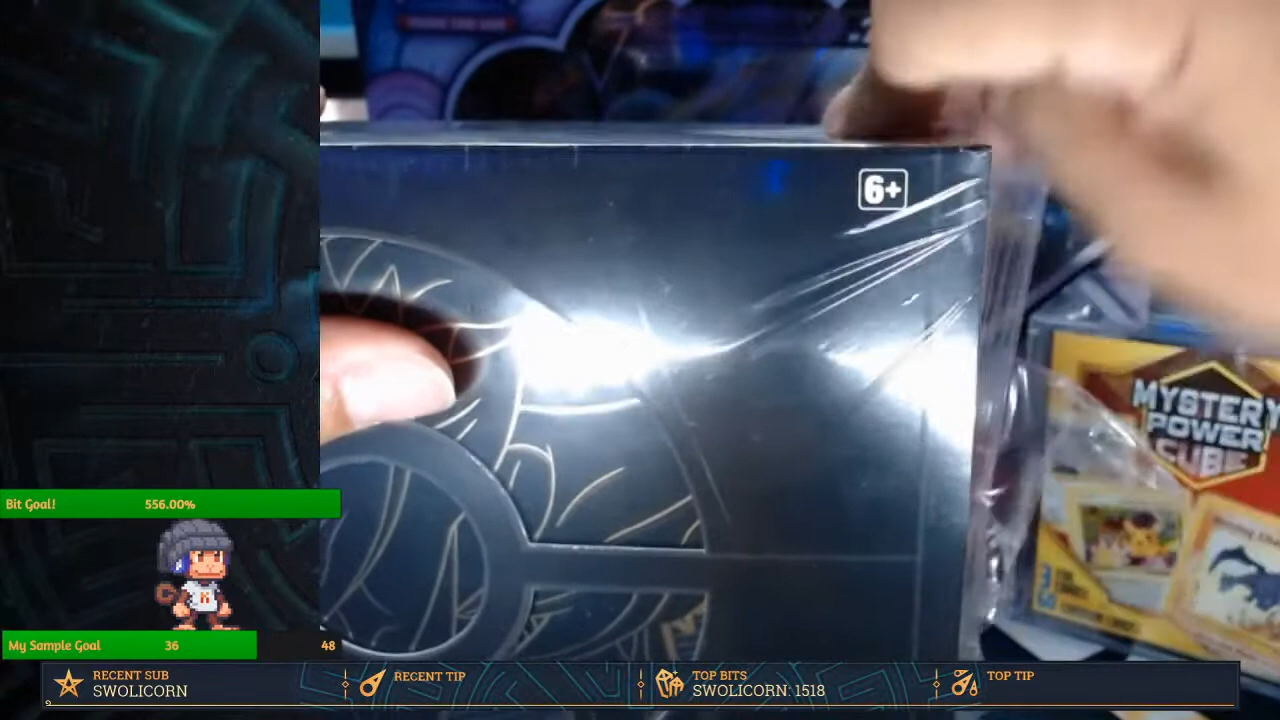 6+
MYSTERY
POWER
CUBE
Bit Goal! 556.00%
K
My Sample Goal 36 48
RECENT SUB
SWOLICORN
RECENT TIP
TOP BITS
SWOLICORN: 1518
TOP TIP